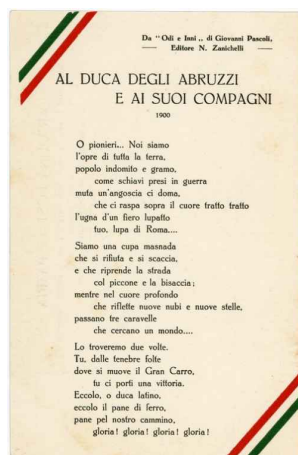 Da "Odi e Inni„ di Giovanni Pascoli,
Editore N. Zanichelli
AL DUCA DEGLI ABRUZZI
E AI SUOI COMPAGNI
1900
O pionieri... Noi siamo
l'opre di tutta la terra,
popolo indomito e gramo,
come schiavi presi in guerra
muta un'angoscia ci doma,
che ci raspa sopra il cuore tratto tratto
l'ugna d'un fiero lupatto
tuo, lupa di Roma....
Siamo una cupa masnada
che si rifiuta e si scaccia,
e che riprende la strada
col piccone e la bisaccia;
mentre nel cuore profondo
che riflette nuove nubi e nuove stelle,
passano tre caravelle
che cercano un mondo....
Lo troveremo due volte.
Tu, dalle tenebre folte
dove si muove il Gran Carro,
tu ci porti una vittoria.
Eccolo, o duca latino,
eccolo il pane di ferro,
pane pel nostro cammino,
gloria! gloria! gloria! gloria!